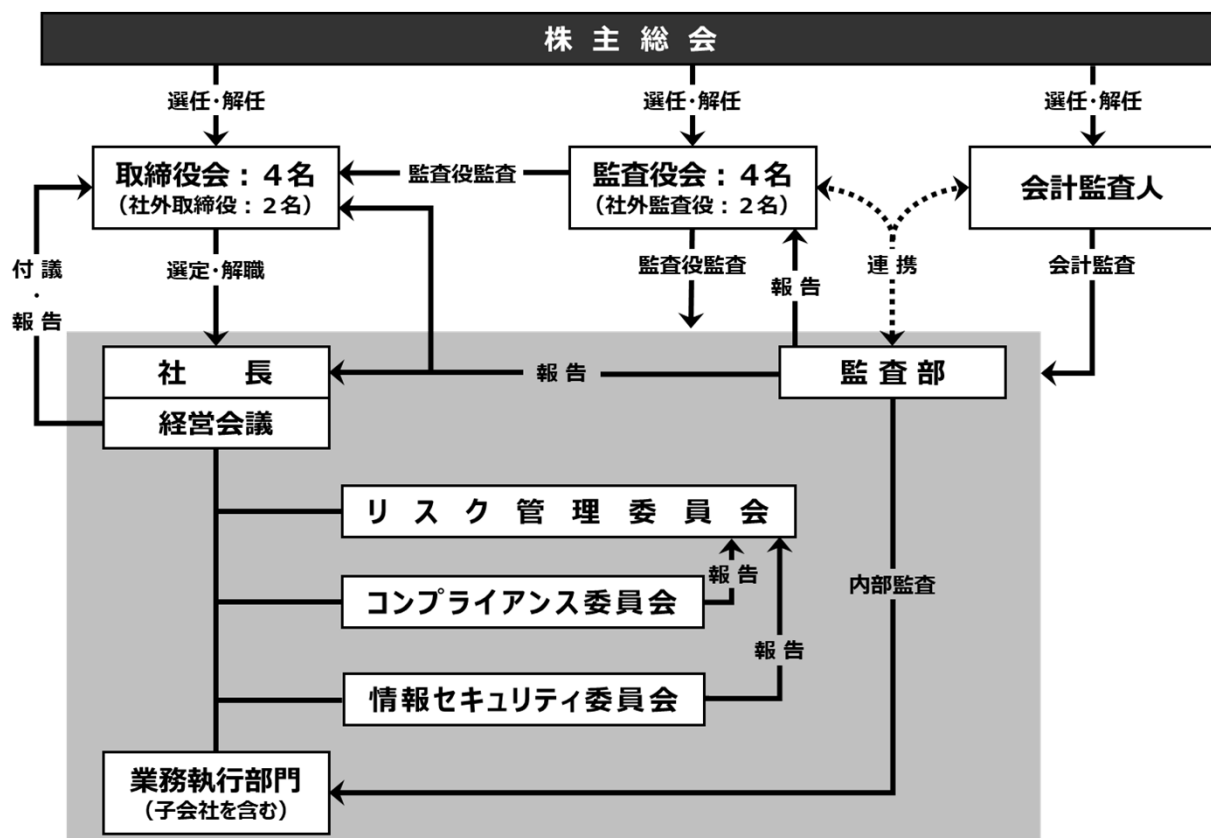 株主総会
選任・解任
選任・解任
選任・解任
取締役会：４名
（社外取締役：２名）
監査役監査
監査役会：４名
（社外監査役：２名）
会計監査人
付議・報告
選定・解職
監査役監査
報告
連携
会計監査
社長
経営会議
報告
監査部
リスク管理委員会
報告
コンプライアンス委員会
内部監査
報告
情報セキュリティ委員会
業務執行部門
（子会社を含む）